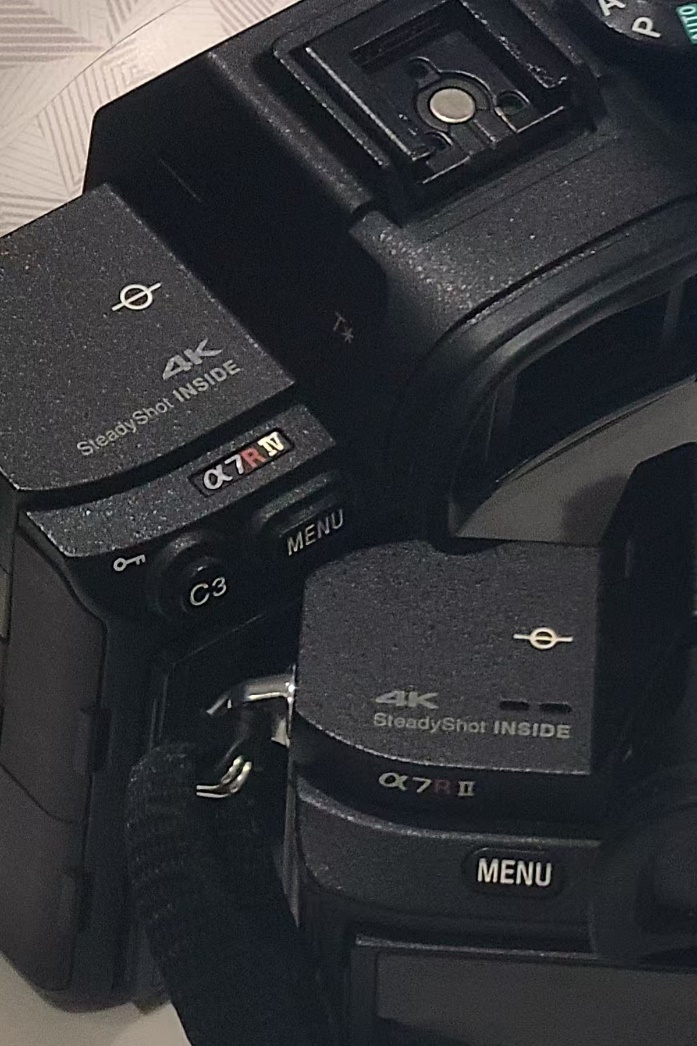 P
T*
4K
SteadyShot INSIDE
α7RIV
MENU
C3
4K
SteadyShot INSIDE
α7RII
MENU